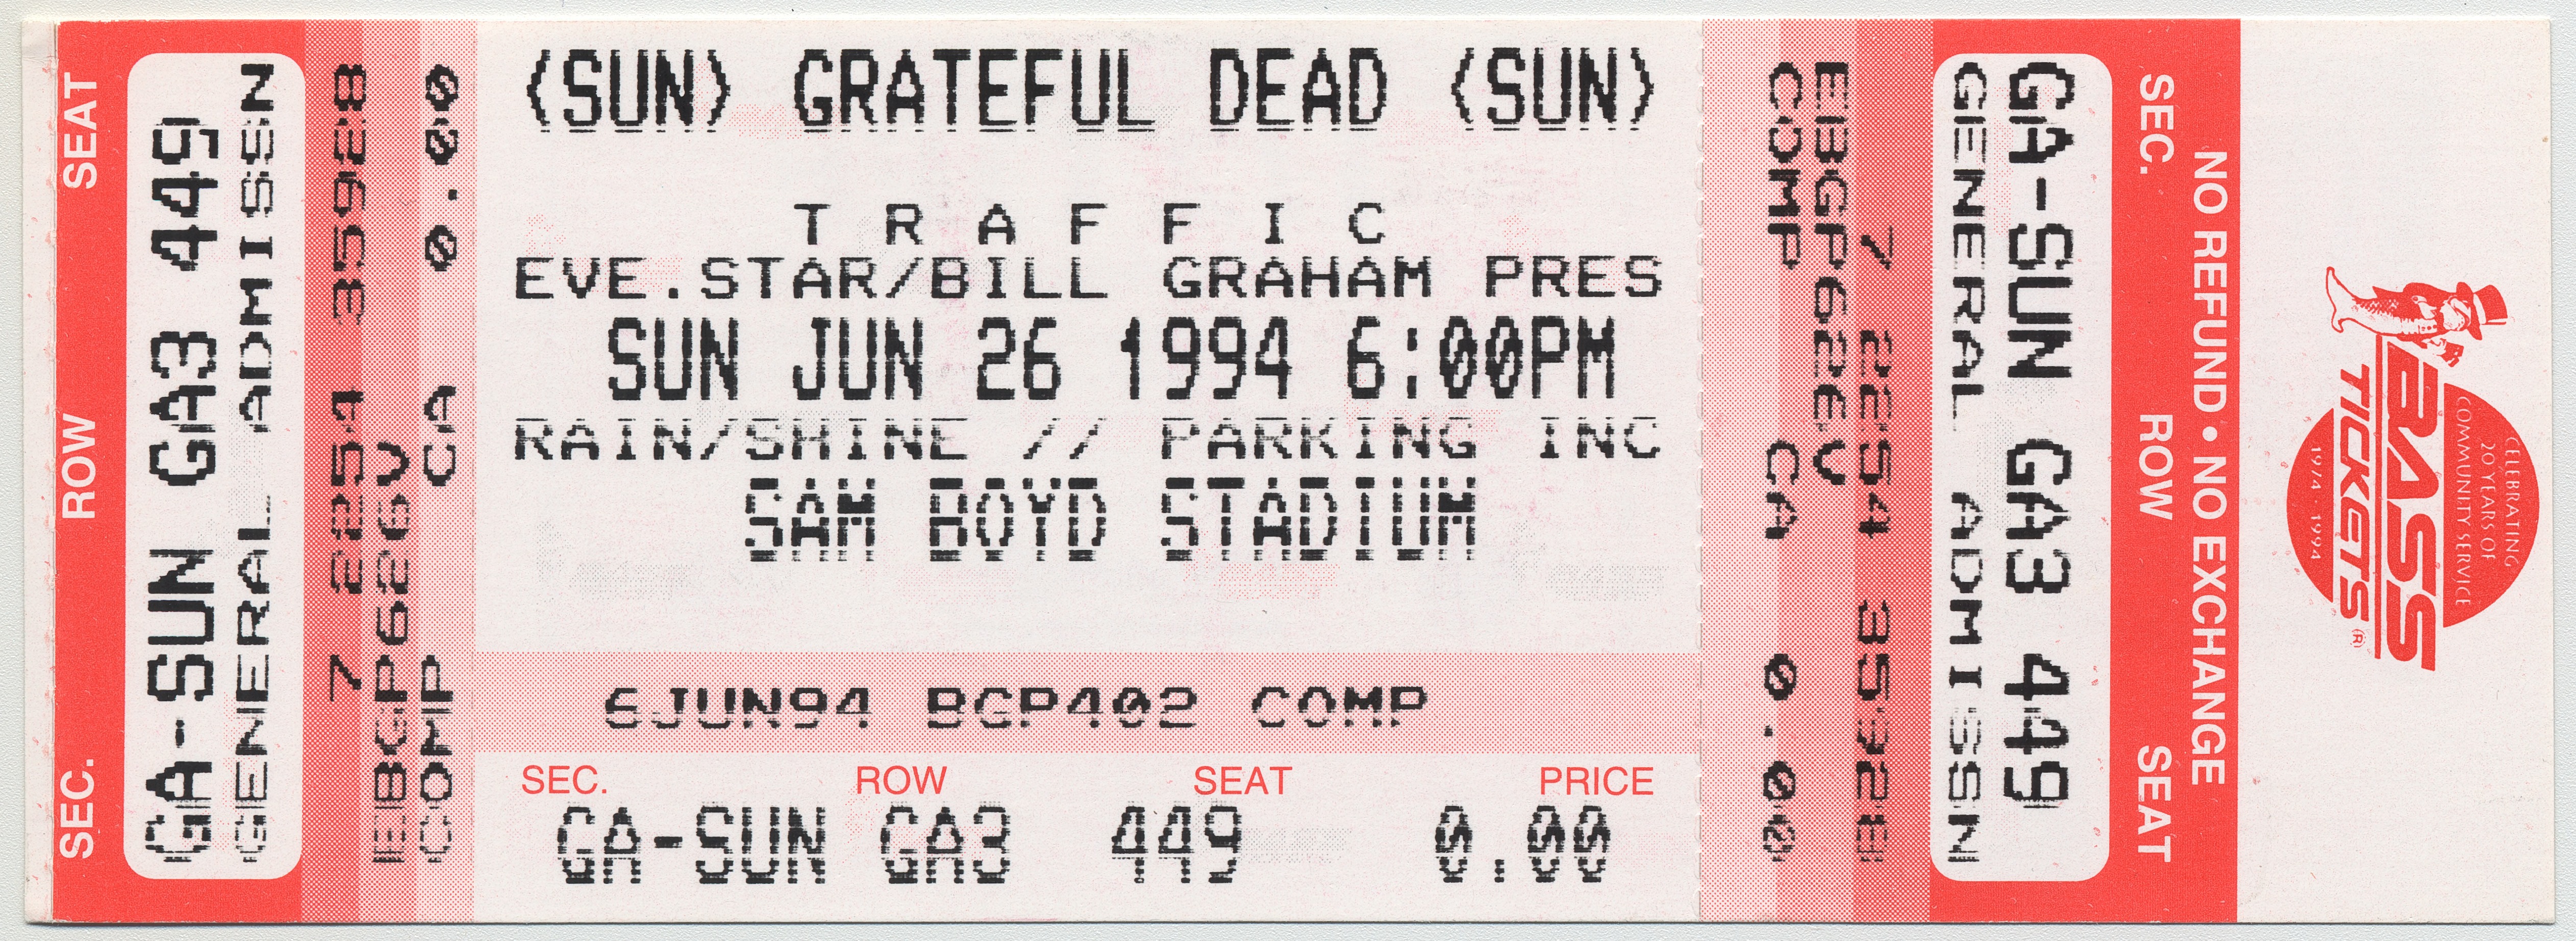 SEC. ROW SEAT
GA-SUN GA3 449
GENERAL ADMISSN
7 2254 35928
EBGP626V
COMP CA 0.00
(SUN) GRATEFUL DEAD (SUN)
T R A F F I C
EVE.STAR/BILL GRAHAM PRES
SUN JUN 26 1994 6:00PM
RAIN/SHINE // PARKING INC
SAM BOYD STADIUM
6JUN94 BGP402 COMP
SEC. ROW SEAT PRICE
GA-SUN GA3 449 0.00
NO REFUND • NO EXCHANGE
SEC. ROW SEAT
GA-SUN GA3 449
GENERAL ADMISSN
7 2254 35928
EBGP626V
COMP CA 0.00
CELEBRATING
20 YEARS OF
COMMUNITY SERVICE
BASS
TICKETS®
1974 · 1994